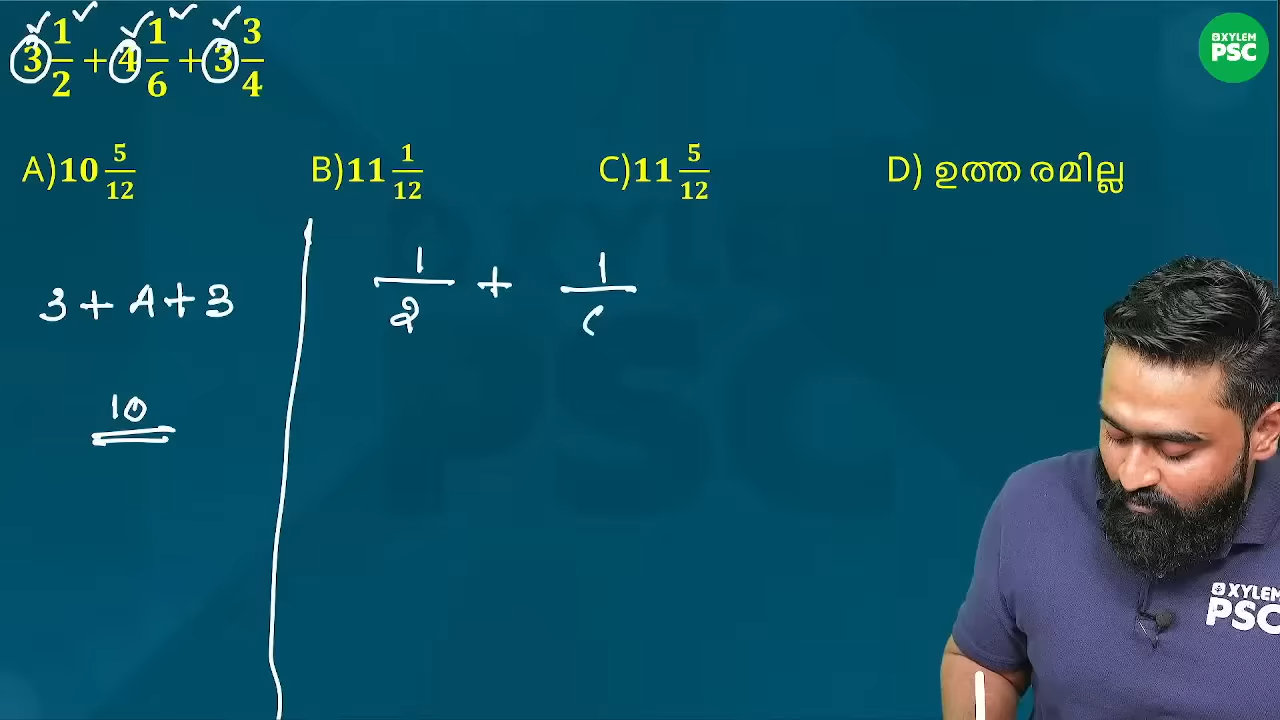 3 1/2 + 4 1/6 + 3 3/4
XYLEM
PSC
A) 10 5/12
B) 11 1/12
C) 11 5/12
D) ഉത്തരമില്ല
3 + 4 + 3
10
1/2 + 1/
XYLEM
PSC